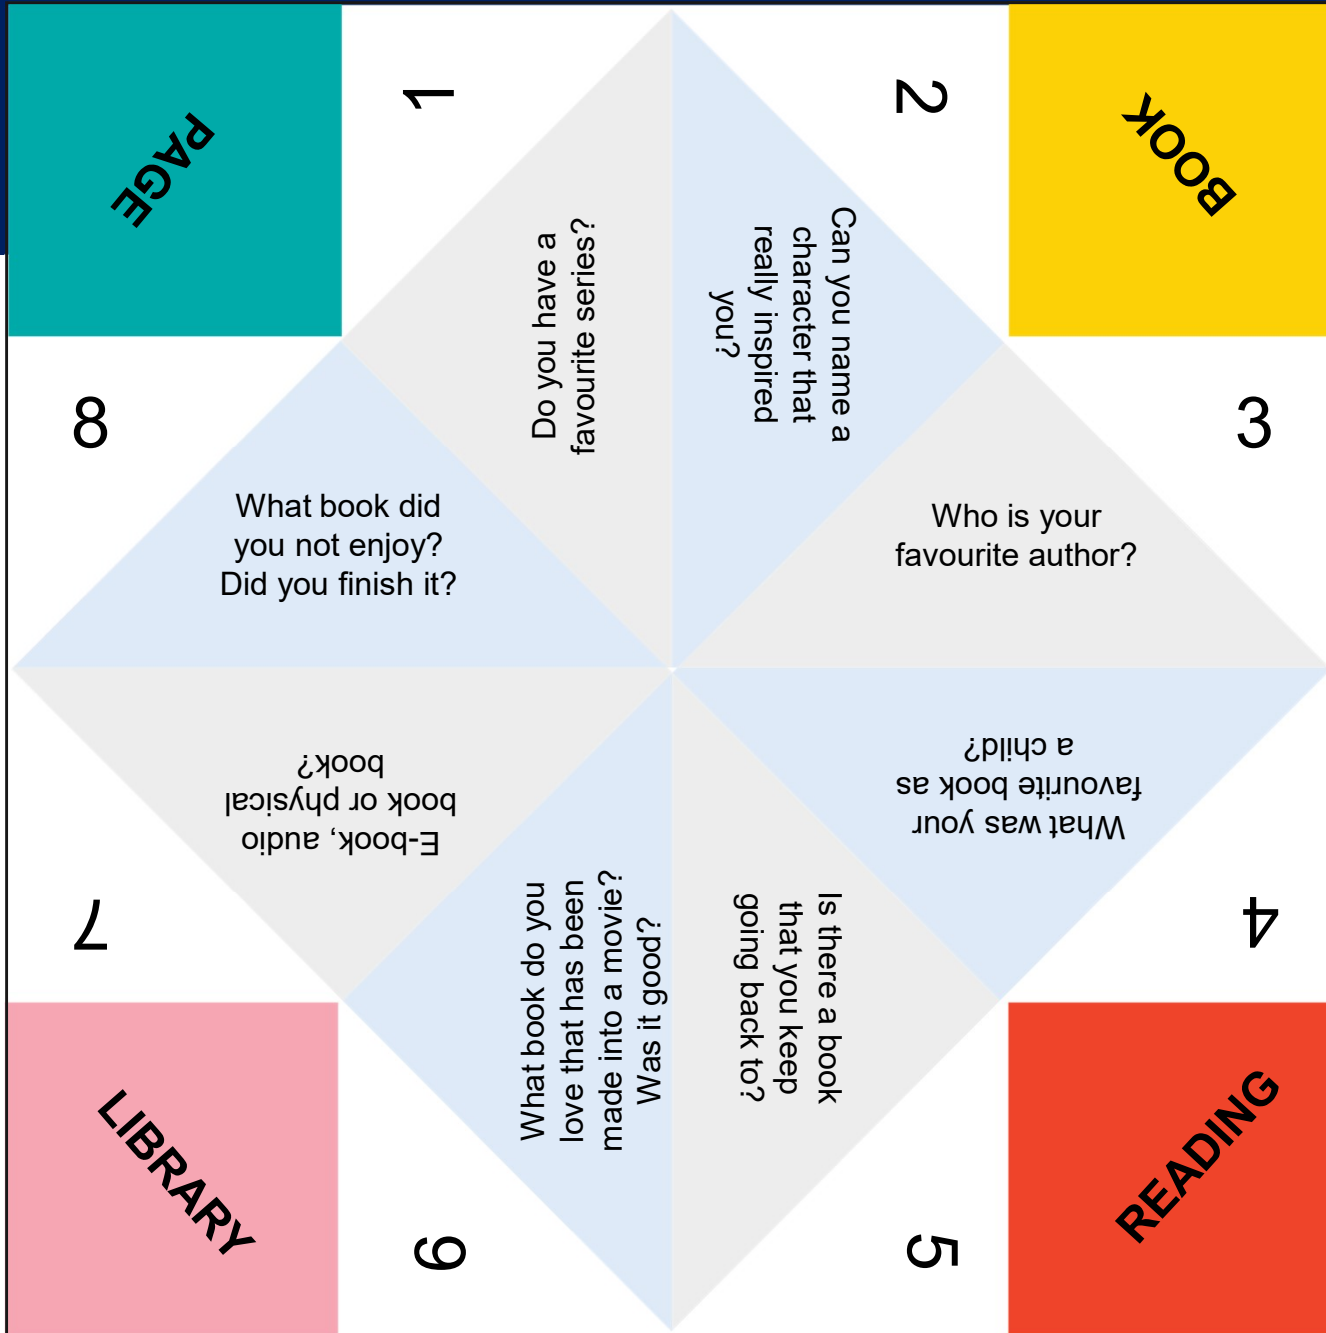 PAGE
1
2
BOOK
Do you have a
favourite series?
Can you name a
character that
really inspired
you?
8
3
What book did
you not enjoy?
Did you finish it?
Who is your
favourite author?
E-book, audio
book or physical
book?
What was your
favourite book as
a child?
7
4
What book do you
love that has been
made into a movie?
Was it good?
Is there a book
that you keep
going back to?
LIBRARY
6
5
READING